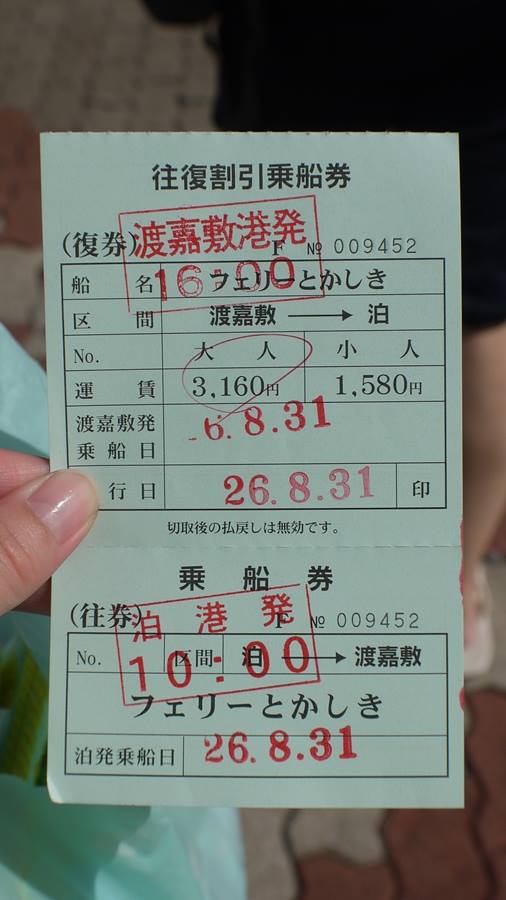 往復割引乗船券
(復券) 渡嘉敷港発 F № 009452
16:00
船名 フェリーとかしき
区間 渡嘉敷 → 泊
No. 大人 小人
運賃 3,160円 1,580円
渡嘉敷発
乗船日 6.8.31
行日 26.8.31 印
切取後の払戻しは無効です。
乗船券
(往券) 泊港発 F № 009452
No. 区間 泊 → 渡嘉敷
10:00
フェリーとかしき
泊発乗船日 26.8.31